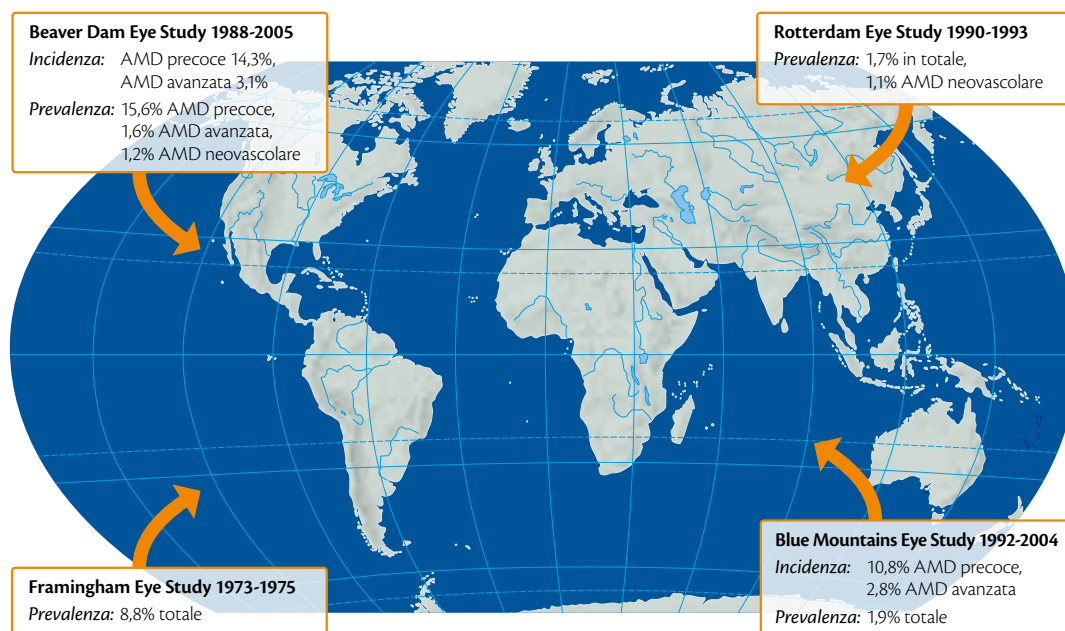 Beaver Dam Eye Study 1988-2005
Incidenza: AMD precoce 14,3%,
AMD avanzata 3,1%
Prevalenza: 15,6% AMD precoce,
1,6% AMD avanzata,
1,2% AMD neovascolare
Rotterdam Eye Study 1990-1993
Prevalenza: 1,7% in totale,
1,1% AMD neovascolare
Framingham Eye Study 1973-1975
Prevalenza: 8,8% totale
Blue Mountains Eye Study 1992-2004
Incidenza: 10,8% AMD precoce,
2,8% AMD avanzata
Prevalenza: 1,9% totale